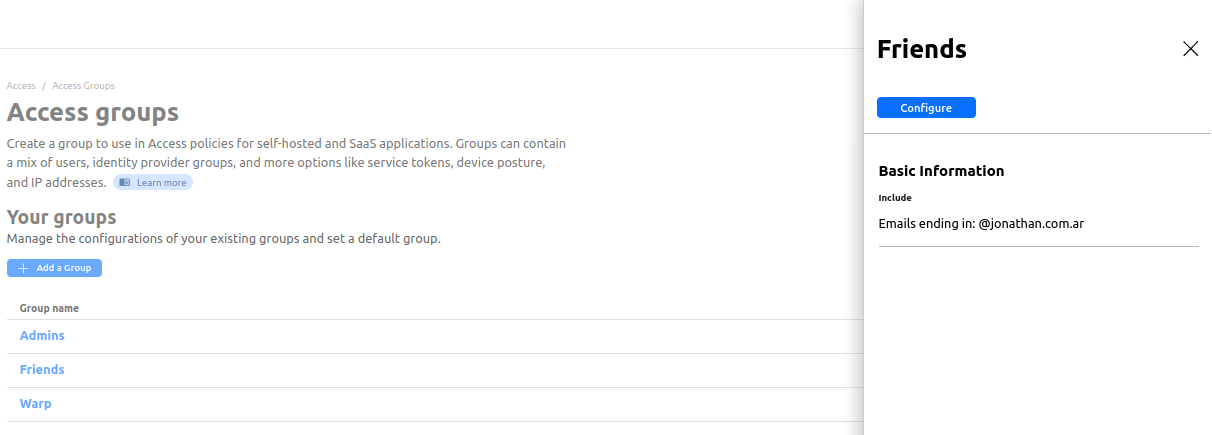 Access / Access Groups
Access groups
Create a group to use in Access policies for self-hosted and SaaS applications. Groups can contain
a mix of users, identity provider groups, and more options like service tokens, device posture,
and IP addresses. Learn more
Your groups
Manage the configurations of your existing groups and set a default group.
Add a Group
Group name
Admins
Friends
Warp
Friends
Configure
Basic Information
Include
Emails ending in: @jonathan.com.ar